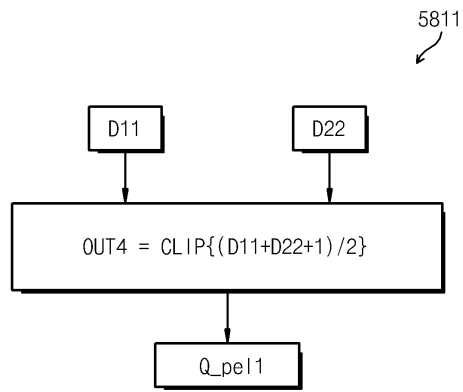 5811
D11
D22
OUT4 = CLIP{(D11+D22+1)/2}
Q_pel1